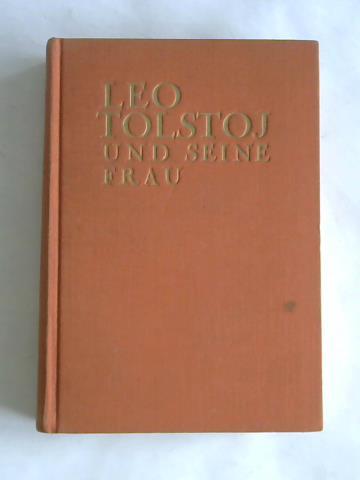 LEO
TOLSTOJ
UND SEINE
FRAU